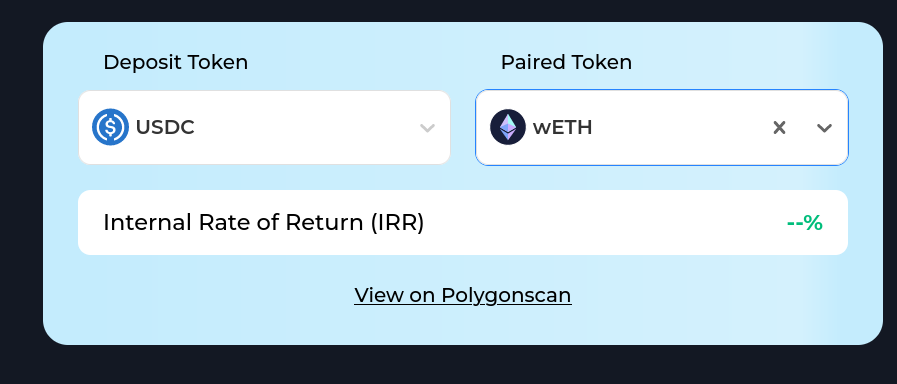 Deposit Token
Paired Token
USDC
wETH
Internal Rate of Return (IRR)
--%
View on Polygonscan